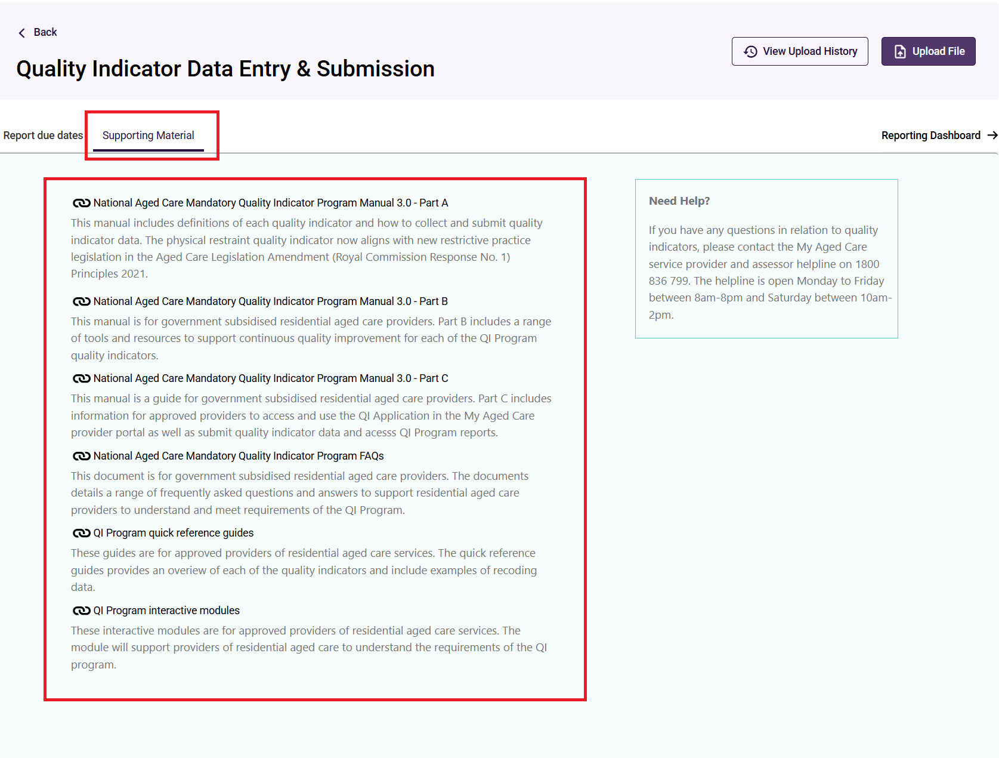 Back
Quality Indicator Data Entry & Submission
View Upload History
Upload File
Report due dates
Supporting Material
Reporting Dashboard
National Aged Care Mandatory Quality Indicator Program Manual 3.0 - Part A
This manual includes definitions of each quality indicator and how to collect and submit quality
indicator data. The physical restraint quality indicator now aligns with new restrictive practice
legislation in the Aged Care Legislation Amendment (Royal Commission Response No. 1)
Principles 2021.
National Aged Care Mandatory Quality Indicator Program Manual 3.0 - Part B
This manual is for government subsidised residential aged care providers. Part B includes a range
of tools and resources to support continuous quality improvement for each of the QI Program
quality indicators.
National Aged Care Mandatory Quality Indicator Program Manual 3.0 - Part C
This manual is a guide for government subsidised residential aged care providers. Part C includes
information for approved providers to access and use the QI Application in the My Aged Care
provider portal as well as submit quality indicator data and acesss QI Program reports.
National Aged Care Mandatory Quality Indicator Program FAQs
This document is for government subsidised residential aged care providers. The documents
details a range of frequently asked questions and answers to support residential aged care
providers to understand and meet requirements of the QI Program.
QI Program quick reference guides
These guides are for approved providers of residential aged care services. The quick reference
guides provides an overiew of each of the quality indicators and include examples of recoding
data.
QI Program interactive modules
These interactive modules are for approved providers of residential aged care services. The
module will support providers of residential aged care to understand the requirements of the QI
program.
Need Help?
If you have any questions in relation to quality
indicators, please contact the My Aged Care
service provider and assessor helpline on 1800
836 799. The helpline is open Monday to Friday
between 8am-8pm and Saturday between 10am-
2pm.